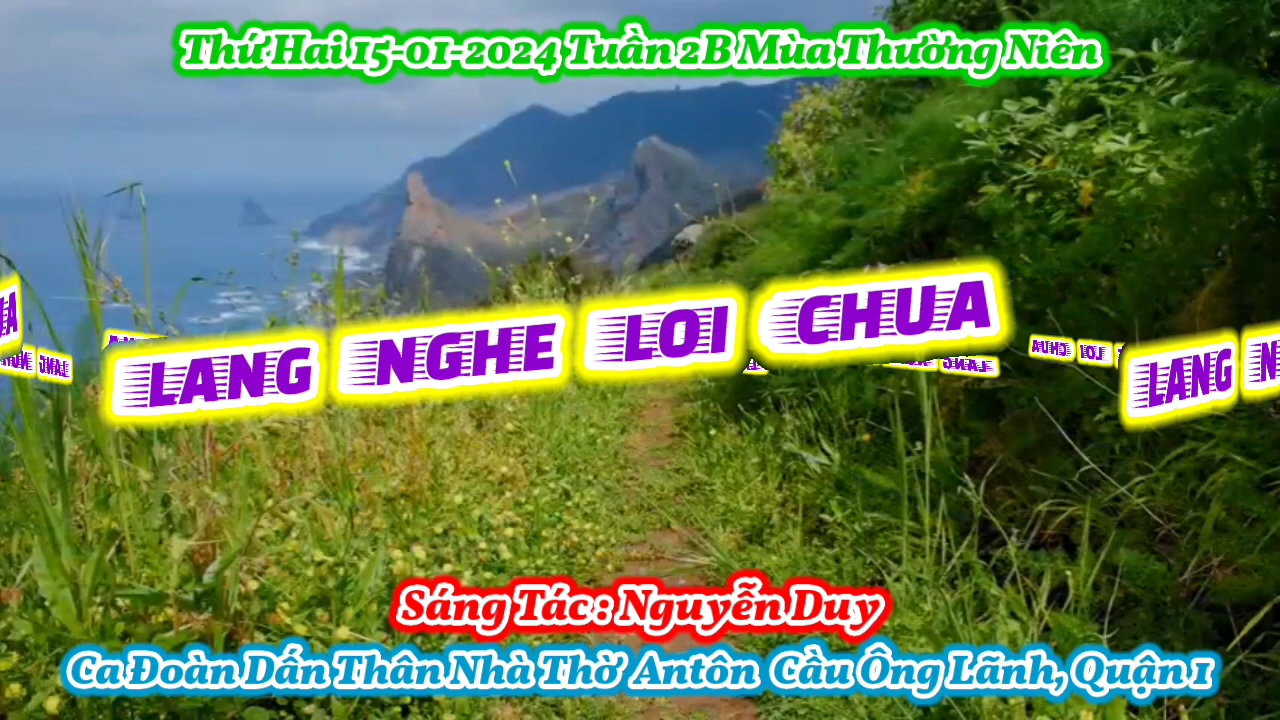 Thứ Hai 15-01-2024 Tuần 2B Mùa Thường Niên
LANG NGHE LOI CHUA
LANG
Sáng Tác : Nguyễn Duy
Ca Đoàn Dấn Thân Nhà Thờ Antôn Cầu Ông Lãnh, Quận 1